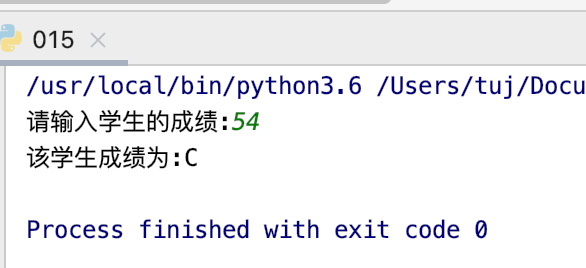 015
/usr/local/bin/python3.6 /Users/tuj/Docu
请输入学生的成绩:54
该学生成绩为:C
Process finished with exit code 0